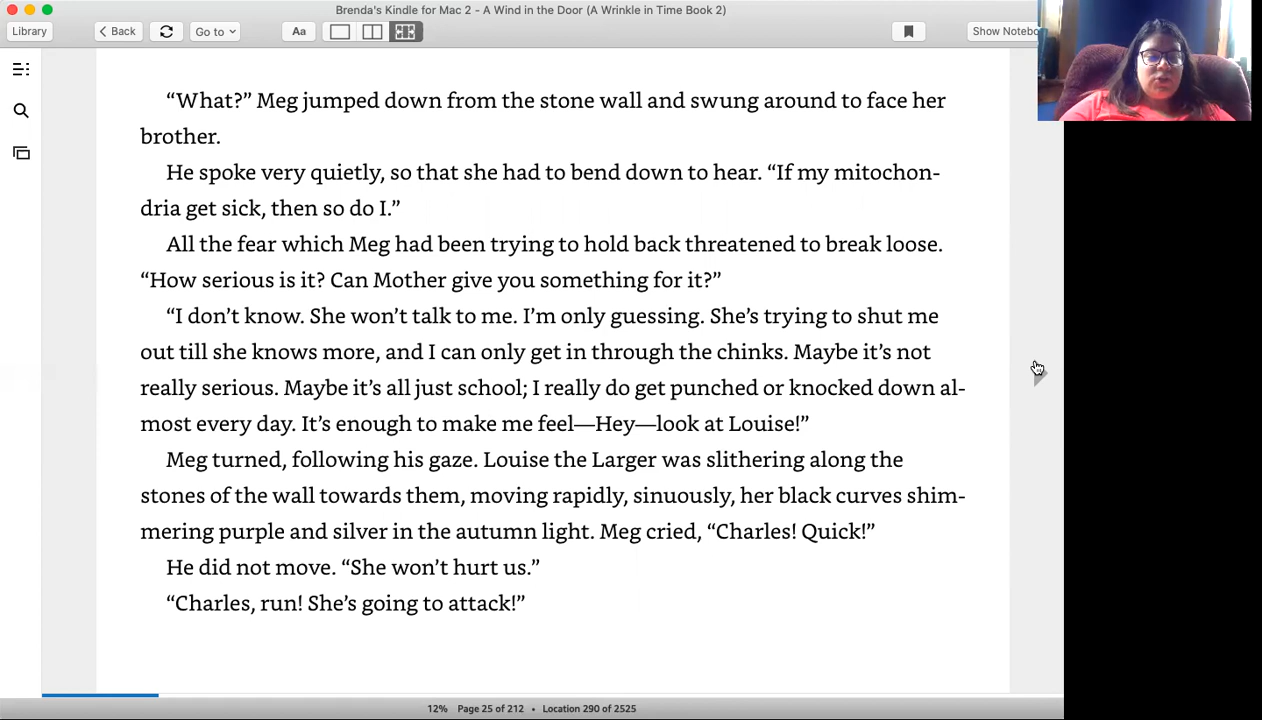 Brenda's Kindle for Mac 2 - A Wind in the Door (A Wrinkle in Time Book 2)
Library
Back
Go to
Aa
Show Notebo
“What?” Meg jumped down from the stone wall and swung around to face her
brother.
He spoke very quietly, so that she had to bend down to hear. “If my mitochon-
dria get sick, then so do I.”
All the fear which Meg had been trying to hold back threatened to break loose.
“How serious is it? Can Mother give you something for it?”
“I don’t know. She won’t talk to me. I’m only guessing. She’s trying to shut me
out till she knows more, and I can only get in through the chinks. Maybe it’s not
really serious. Maybe it’s all just school; I really do get punched or knocked down al-
most every day. It’s enough to make me feel—Hey—look at Louise!”
Meg turned, following his gaze. Louise the Larger was slithering along the
stones of the wall towards them, moving rapidly, sinuously, her black curves shim-
mering purple and silver in the autumn light. Meg cried, “Charles! Quick!”
He did not move. “She won’t hurt us.”
“Charles, run! She’s going to attack!”
12% Page 25 of 212 • Location 290 of 2525